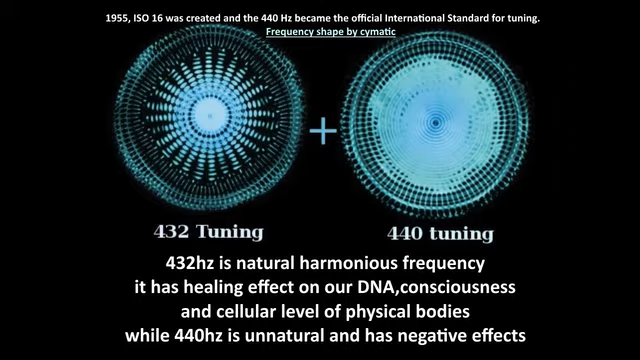 1955, ISO 16 was created and the 440 Hz became the official International Standard for tuning.
Frequency shape by cymatic
+
432 Tuning
440 tuning
432hz is natural harmonious frequency
it has healing effect on our DNA,consciousness
and cellular level of physical bodies
while 440hz is unnatural and has negative effects